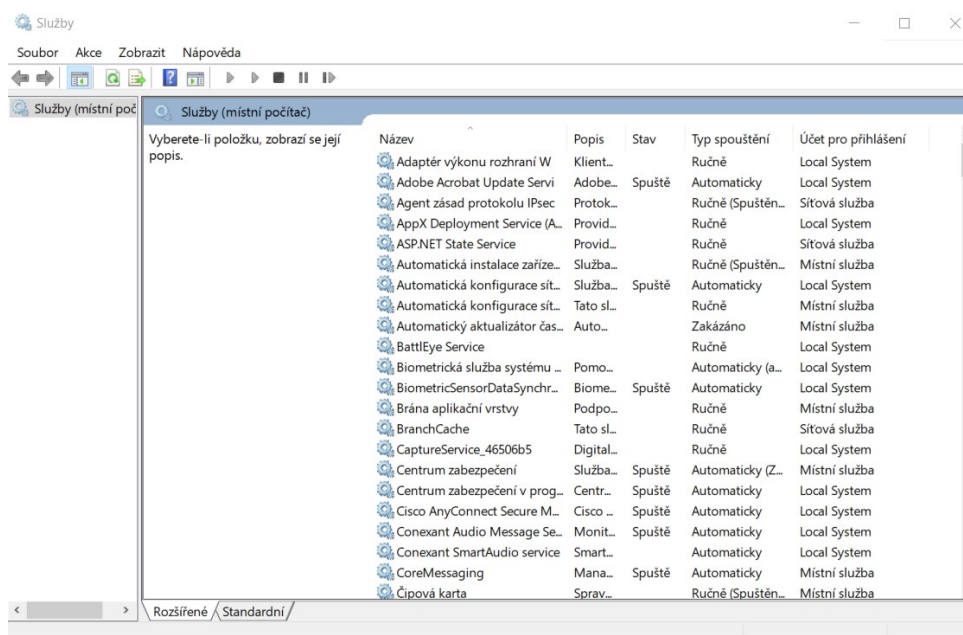 Služby
Soubor Akce Zobrazit Nápověda
Služby (místní poč
Služby (místní počítač)
Vyberete-li položku, zobrazí se její
popis.
Název Popis Stav Typ spouštění Účet pro přihlášení
Adaptér výkonu rozhraní W Klient... Ručně Local System
Adobe Acrobat Update Servi Adobe... Spuště Automaticky Local System
Agent zásad protokolu IPsec Protok... Ručně (Spuštěn... Síťová služba
AppX Deployment Service (A... Provid... Ručně Local System
ASP.NET State Service Provid... Ručně Síťová služba
Automatická instalace zaříze... Služba... Ručně (Spuštěn... Místní služba
Automatická konfigurace sít... Služba... Spuště Automaticky Local System
Automatická konfigurace sít... Tato sl... Ručně Místní služba
Automatický aktualizátor čas... Auto... Zakázáno Místní služba
BattlEye Service Ručně Local System
Biometrická služba systému ... Pomo... Automaticky (a... Local System
BiometricSensorDataSynchr... Biome... Spuště Automaticky Local System
Brána aplikační vrstvy Podpo... Ručně Místní služba
BranchCache Tato sl... Ručně Síťová služba
CaptureService_46506b5 Digital... Ručně Local System
Centrum zabezpečení Služba... Spuště Automaticky (Z... Místní služba
Centrum zabezpečení v prog... Centr... Spuště Automaticky Local System
Cisco AnyConnect Secure M... Cisco ... Spuště Automaticky Local System
Conexant Audio Message Se... Monit... Spuště Automaticky Local System
Conexant SmartAudio service Smart... Automaticky Local System
CoreMessaging Mana... Spuště Automaticky Místní služba
Čipová karta Sprav... Ručně (Spuštěn... Místní služba
Rozšířené Standardní